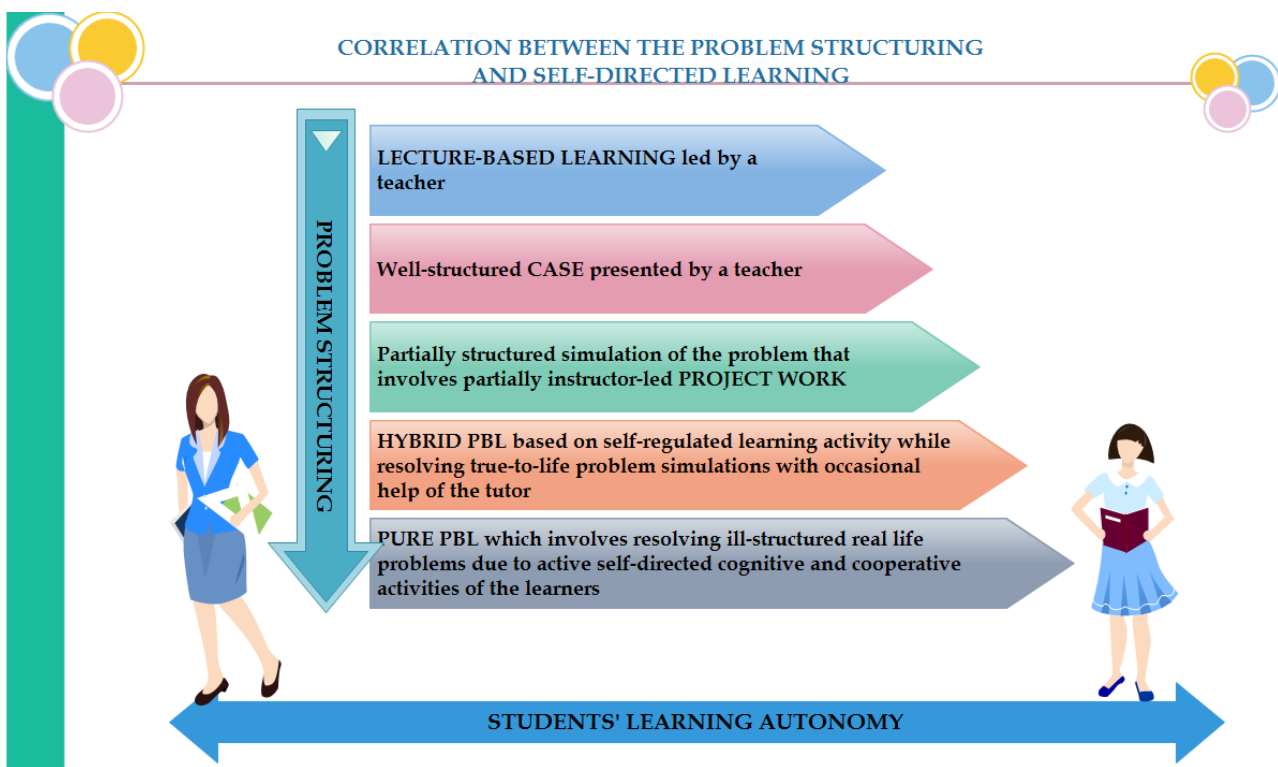 CORRELATION BETWEEN THE PROBLEM STRUCTURING
AND SELF-DIRECTED LEARNING
PROBLEM STRUCTURING
LECTURE-BASED LEARNING led by a
teacher
Well-structured CASE presented by a teacher
Partially structured simulation of the problem that
involves partially instructor-led PROJECT WORK
HYBRID PBL based on self-regulated learning activity while
resolving true-to-life problem simulations with occasional
help of the tutor
PURE PBL which involves resolving ill-structured real life
problems due to active self-directed cognitive and cooperative
activities of the learners
STUDENTS' LEARNING AUTONOMY